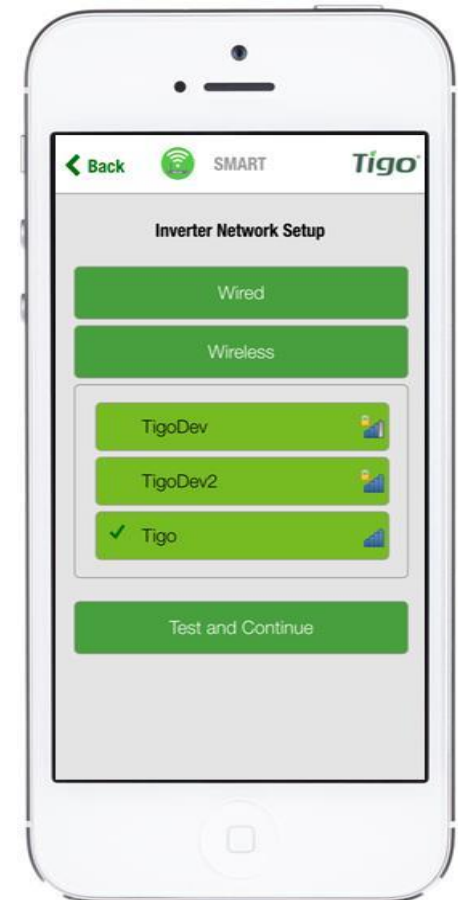 Back SMART Tigo
Inverter Network Setup
Wired
Wireless
TigoDev
TigoDev2
Tigo
Test and Continue